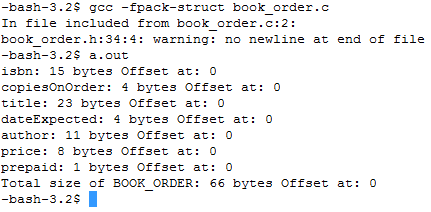 -bash-3.2$ gcc -fpack-struct book_order.c
In file included from book_order.c:2:
book_order.h:34:4: warning: no newline at end of file
-bash-3.2$ a.out
isbn: 15 bytes Offset at: 0
copiesOnOrder: 4 bytes Offset at: 0
title: 23 bytes Offset at: 0
dateExpected: 4 bytes Offset at: 0
author: 11 bytes Offset at: 0
price: 8 bytes Offset at: 0
prepaid: 1 bytes Offset at: 0
Total size of BOOK_ORDER: 66 bytes Offset at: 0
-bash-3.2$